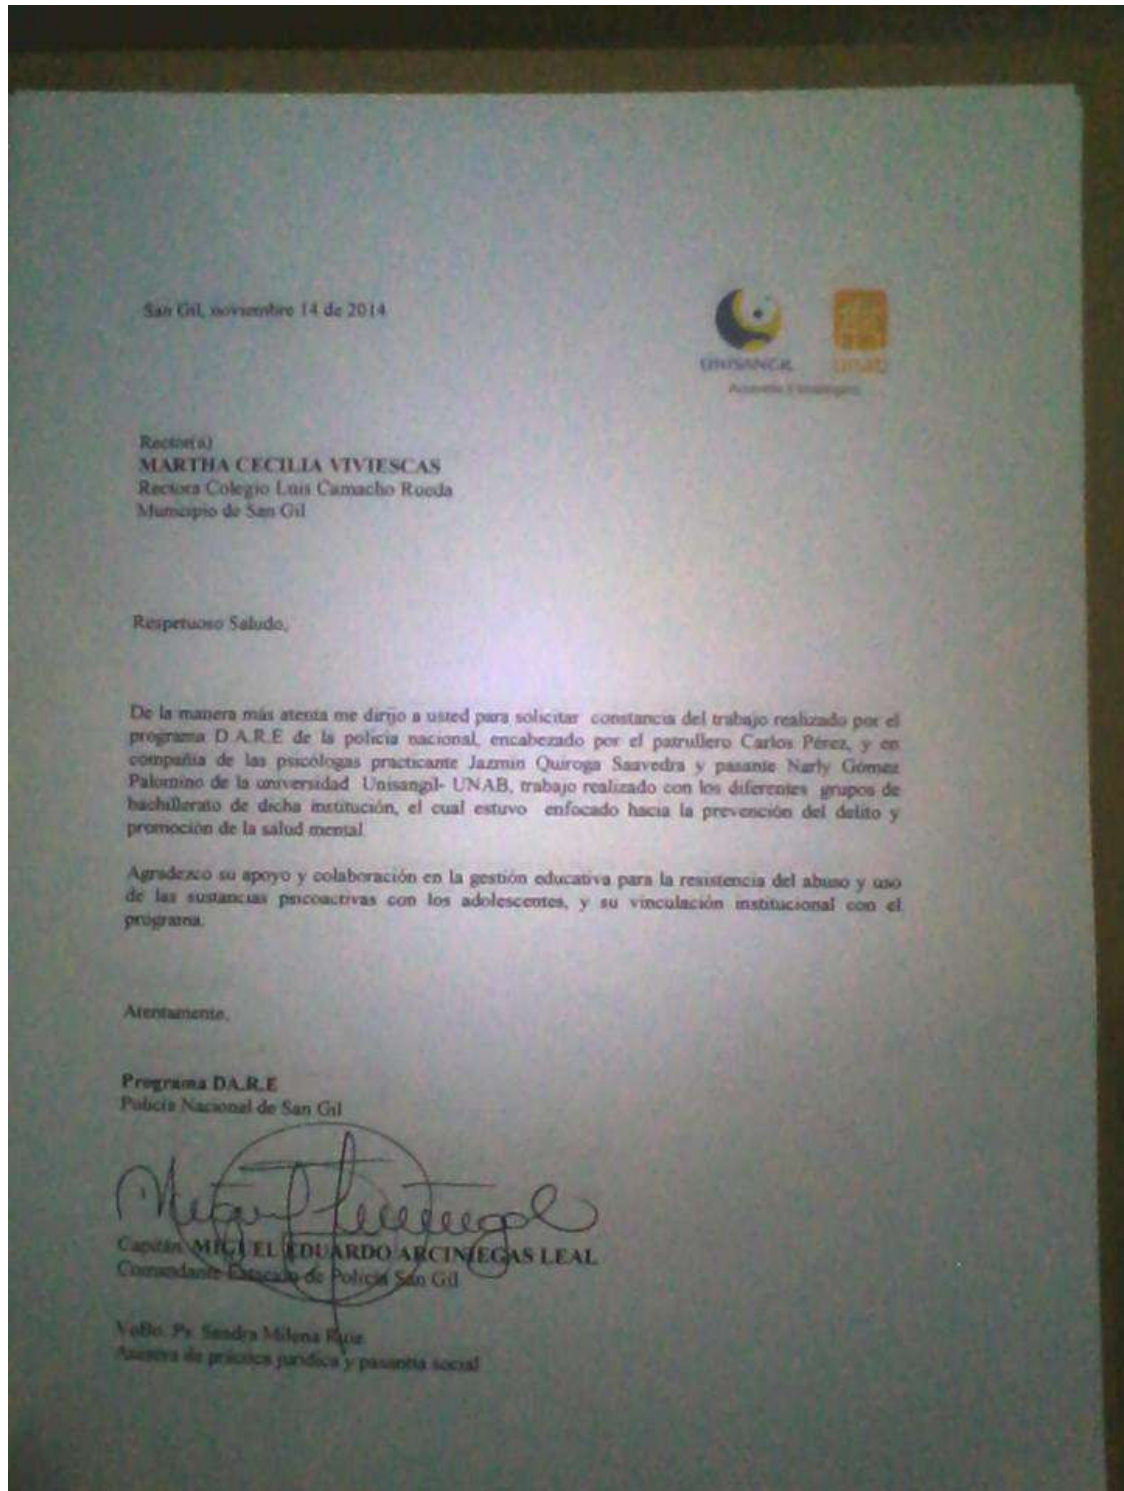 San Gil, noviembre 14 de 2014
UNISANGIL
unab
Rector(a)
MARTHA CECILIA VIVIESCAS
Rectora Colegio Luis Camacho Rueda
Municipio de San Gil
Respetuoso Saludo,
De la manera más atenta me dirijo a usted para solicitar constancia del trabajo realizado por el
programa D.A.R.E de la policía nacional, encabezado por el patrullero Carlos Pérez, y en
compañía de las psicólogas practicante Jazmin Quiroga Saavedra y pasante Narly Gómez
Palomino de la universidad Unisangil- UNAB, trabajo realizado con los diferentes grupos de
bachillerato de dicha institución, el cual estuvo enfocado hacia la prevención del delito y
promoción de la salud mental.
Agradezco su apoyo y colaboración en la gestión educativa para la resistencia del abuso y uso
de las sustancias psicoactivas con los adolescentes, y su vinculación institucional con el
programa.
Atentamente,
Programa DA.R.E
Policía Nacional de San Gil
Capitán. MIGUEL EDUARDO ARCINIEGAS LEAL
Comandante Estación de Policía San Gil
VoBo. Ps. Sandra Milena Ruiz
Asesora de práctica jurídica y pasantía social